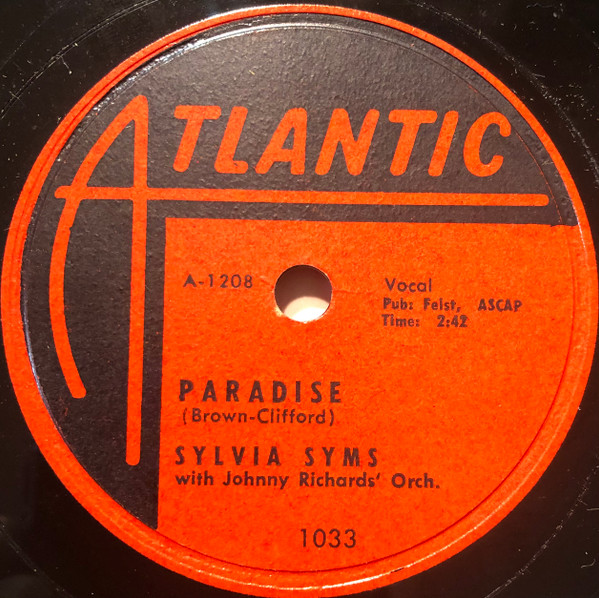 ATLANTIC
A-1208
Vocal
Pub: Feist, ASCAP
Time: 2:42
PARADISE
(Brown-Clifford)
SYLVIA SYMS
with Johnny Richards' Orch.
1033